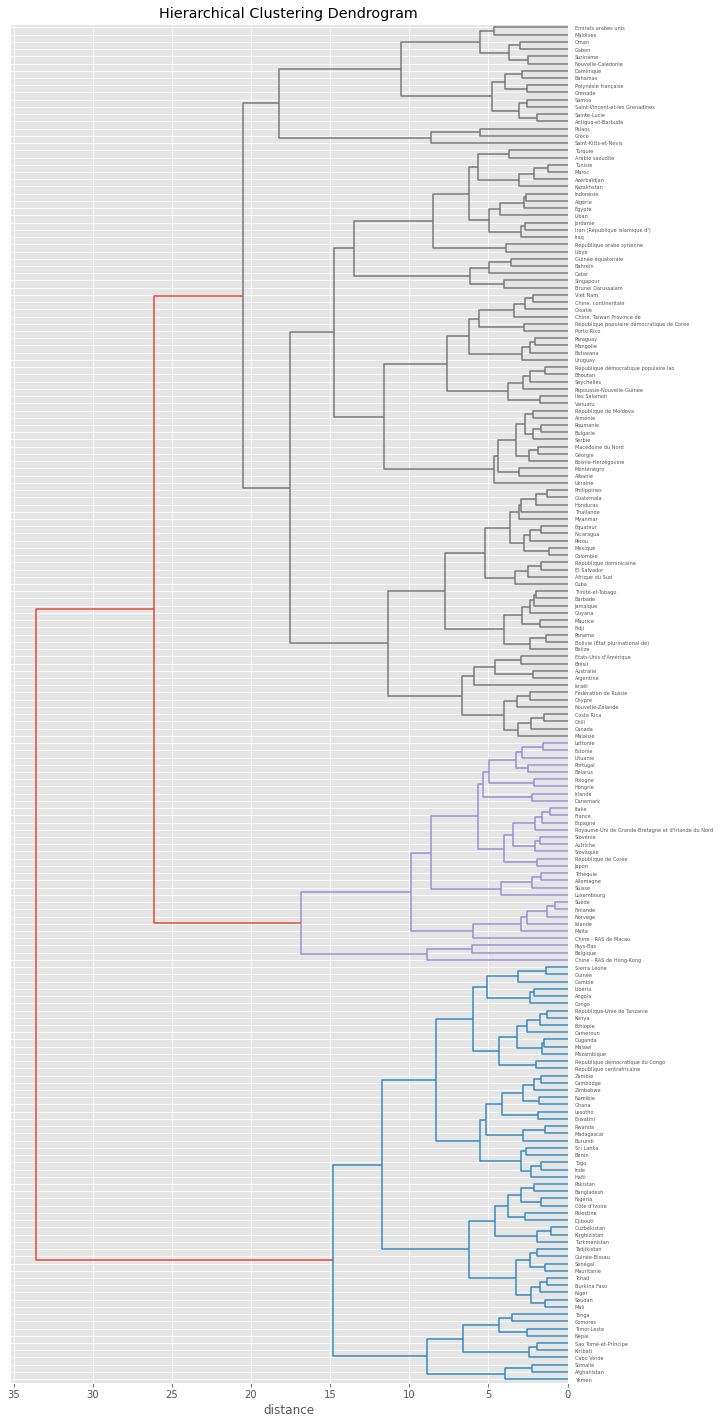 Hierarchical Clustering Dendrogram
Émirats arabes unis
Maldives
Oman
Gabon
Suriname
Nouvelle-Calédonie
Dominique
Bahamas
Polynésie française
Grenade
Samoa
Saint-Vincent-et-les Grenadines
Sainte-Lucie
Antigua-et-Barbuda
Palaos
Grèce
Saint-Kitts-et-Nevis
Turquie
Arabie saoudite
Tunisie
Maroc
Azerbaïdjan
Kazakhstan
Indonésie
Algérie
Égypte
Liban
Jordanie
Iran (République islamique d')
Iraq
République arabe syrienne
Libye
Guinée équatoriale
Bahreïn
Qatar
Singapour
Brunéi Darussalam
Viet Nam
Chine, continentale
Croatie
Chine, Taiwan Province de
République populaire démocratique de Corée
Porto Rico
Paraguay
Mongolie
Botswana
Uruguay
République démocratique populaire lao
Bhoutan
Seychelles
Papouasie-Nouvelle-Guinée
Îles Salomon
Vanuatu
République de Moldova
Arménie
Roumanie
Bulgarie
Serbie
Macédoine du Nord
Géorgie
Bosnie-Herzégovine
Monténégro
Albanie
Ukraine
Philippines
Guatemala
Honduras
Thaïlande
Myanmar
Équateur
Nicaragua
Pérou
Mexique
Colombie
République dominicaine
El Salvador
Afrique du Sud
Cuba
Trinité-et-Tobago
Barbade
Jamaïque
Guyana
Maurice
Fidji
Panama
Bolivie (État plurinational de)
Belize
États-Unis d'Amérique
Brésil
Australie
Argentine
Israël
Fédération de Russie
Chypre
Nouvelle-Zélande
Costa Rica
Chili
Canada
Malaisie
Lettonie
Estonie
Lituanie
Portugal
Bélarus
Pologne
Hongrie
Irlande
Danemark
Italie
France
Espagne
Royaume-Uni de Grande-Bretagne et d'Irlande du Nord
Slovénie
Autriche
Slovaquie
République de Corée
Japon
Tchéquie
Allemagne
Suisse
Luxembourg
Suède
Finlande
Norvège
Islande
Malte
Chine - RAS de Macao
Pays-Bas
Belgique
Chine - RAS de Hong-Kong
Sierra Leone
Guinée
Gambie
Libéria
Angola
Congo
République-Unie de Tanzanie
Kenya
Éthiopie
Cameroun
Ouganda
Malawi
Mozambique
République démocratique du Congo
République centrafricaine
Zambie
Cambodge
Zimbabwe
Namibie
Ghana
Lesotho
Eswatini
Rwanda
Madagascar
Burundi
Sri Lanka
Bénin
Togo
Inde
Haïti
Pakistan
Bangladesh
Nigéria
Côte d'Ivoire
Palestine
Djibouti
Ouzbékistan
Kirghizistan
Turkménistan
Tadjikistan
Guinée-Bissau
Sénégal
Mauritanie
Tchad
Burkina Faso
Niger
Soudan
Mali
Tonga
Comores
Timor-Leste
Népal
Sao Tomé-et-Principe
Kiribati
Cabo Verde
Somalie
Afghanistan
Yémen
35 30 25 20 15 10 5 0
distance